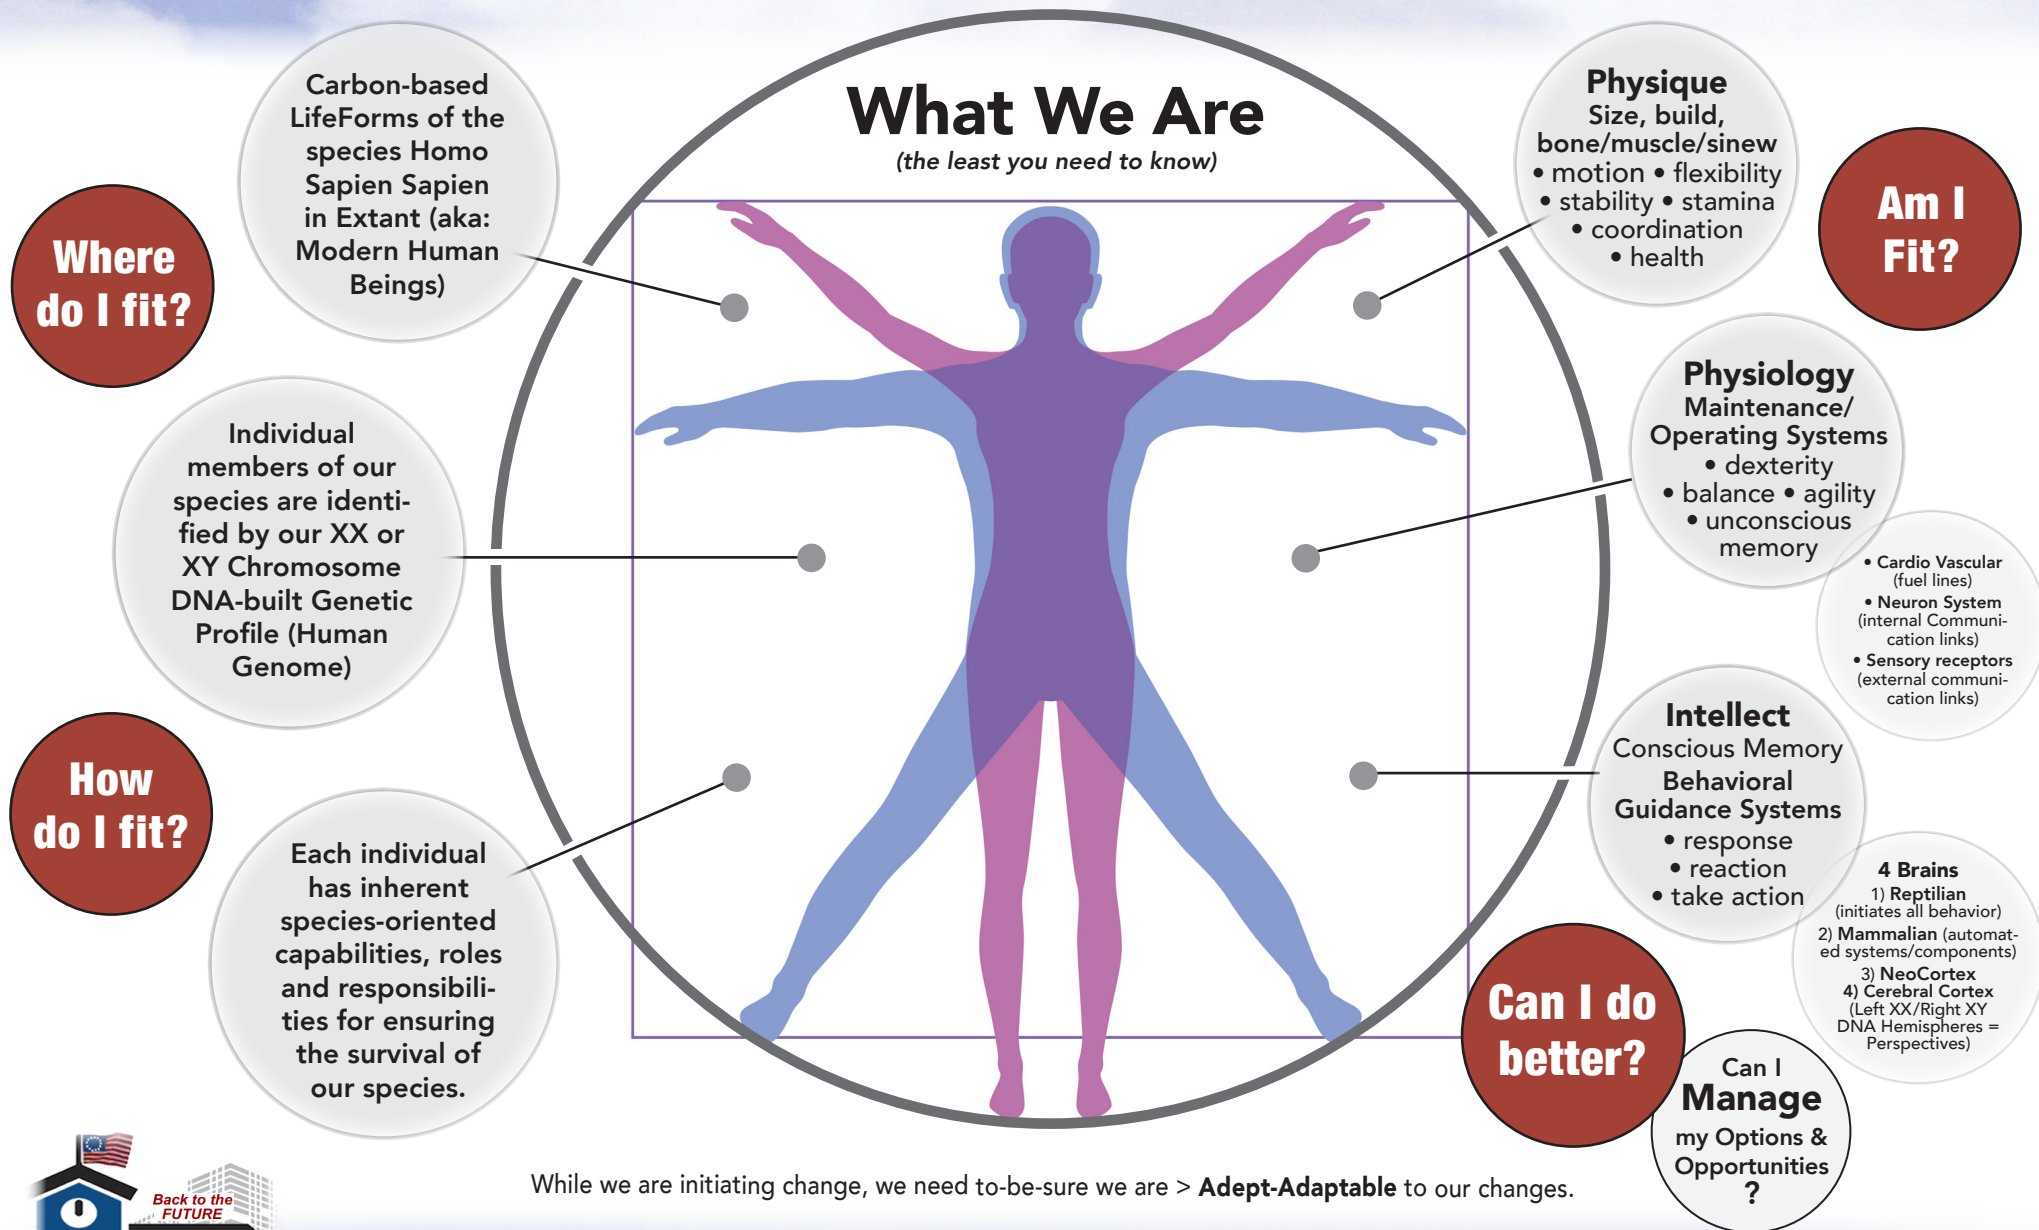 What We Are
(the least you need to know)
Carbon-based
LifeForms of the
species Homo
Sapien Sapien
in Extant (aka:
Modern Human
Beings)
Where
do I fit?
Individual
members of our
species are identi-
fied by our XX or
XY Chromosome
DNA-built Genetic
Profile (Human
Genome)
How
do I fit?
Each individual
has inherent
species-oriented
capabilities, roles
and responsibili-
ties for ensuring
the survival of
our species.
Physique
Size, build,
bone/muscle/sinew
• motion • flexibility
• stability • stamina
• coordination
• health
Am I
Fit?
Physiology
Maintenance/
Operating Systems
• dexterity
• balance • agility
• unconscious
memory
• Cardio Vascular
(fuel lines)
• Neuron System
(internal Communi-
cation links)
• Sensory receptors
(external communi-
cation links)
Intellect
Conscious Memory
Behavioral
Guidance Systems
• response
• reaction
• take action
4 Brains
1) Reptilian
(initiates all behavior)
2) Mammalian (automat-
ed systems/components)
3) NeoCortex
4) Cerebral Cortex
(Left XX/Right XY
DNA Hemispheres =
Perspectives)
Can I do
better?
Can I
Manage
my Options &
Opportunities
?
While we are initiating change, we need to-be-sure we are > Adept-Adaptable to our changes.
Back to the
FUTURE